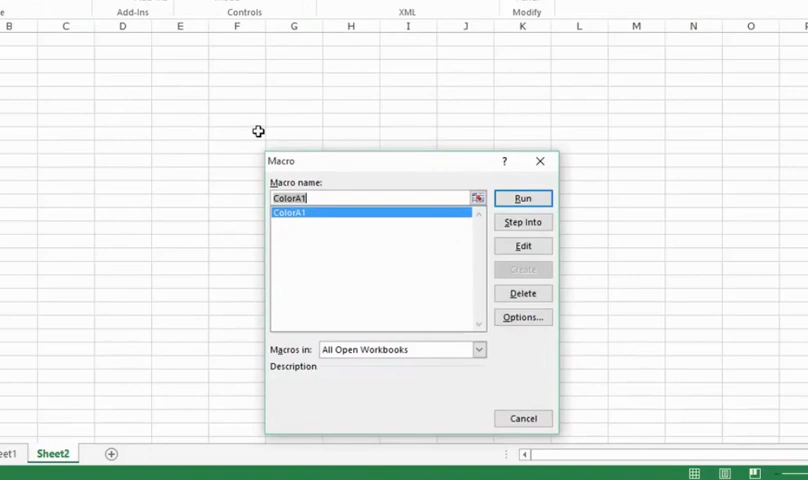 Add-Ins Controls XML Modify
B C D E F G H I J K L M N O
Macro ? ×
Macro name:
ColorA1
ColorA1
Run
Step Into
Edit
Create
Delete
Options...
Macros in: All Open Workbooks
Description
Cancel
Sheet2